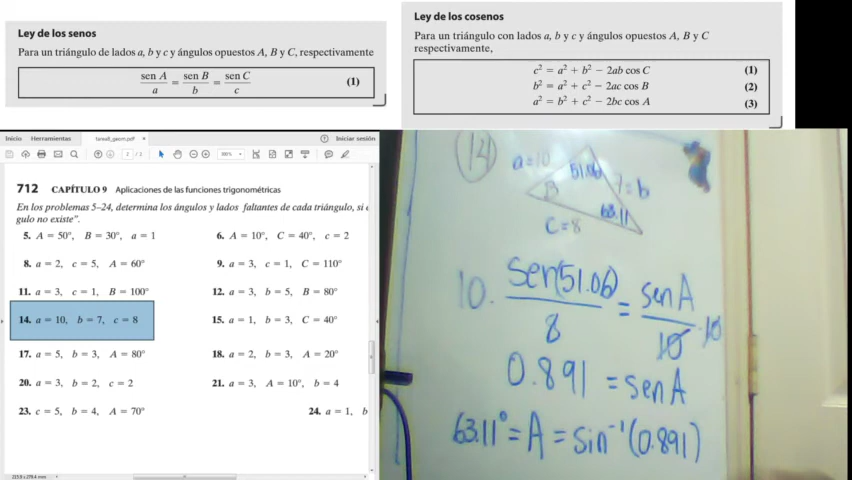 Ley de los senos
Para un triángulo de lados a, b y c y ángulos opuestos A, B y C, respectivamente
sen A / a = sen B / b = sen C / c (1)
Ley de los cosenos
Para un triángulo con lados a, b y c y ángulos opuestos A, B y C
respectivamente,
c² = a² + b² − 2ab cos C (1)
b² = a² + c² − 2ac cos B (2)
a² = b² + c² − 2bc cos A (3)
Inicio Herramientas tarwell_geom.pdf × Iniciar sesión
2 / 2
712 CAPÍTULO 9 Aplicaciones de las funciones trigonométricas
En los problemas 5–24, determina los ángulos y lados faltantes de cada triángulo, si
gulo no existe".
5. A = 50°, B = 30°, a = 1
6. A = 10°, C = 40°, c = 2
8. a = 2, c = 5, A = 60°
9. a = 3, c = 1, C = 110°
11. a = 3, c = 1, B = 100°
12. a = 3, b = 5, B = 80°
14. a = 10, b = 7, c = 8
15. a = 1, b = 3, C = 40°
17. a = 5, b = 3, A = 80°
18. a = 2, b = 3, A = 20°
20. a = 3, b = 2, c = 2
21. a = 3, A = 10°, b = 4
23. c = 5, b = 4, A = 70°
24. a = 1, b
14
a=10
51.06
7=b
B
63.11
C=8
10. sen(51.06) / 8 = sen A / 10 · 10
0.891 = sen A
63.11° = A = sin⁻¹(0.891)